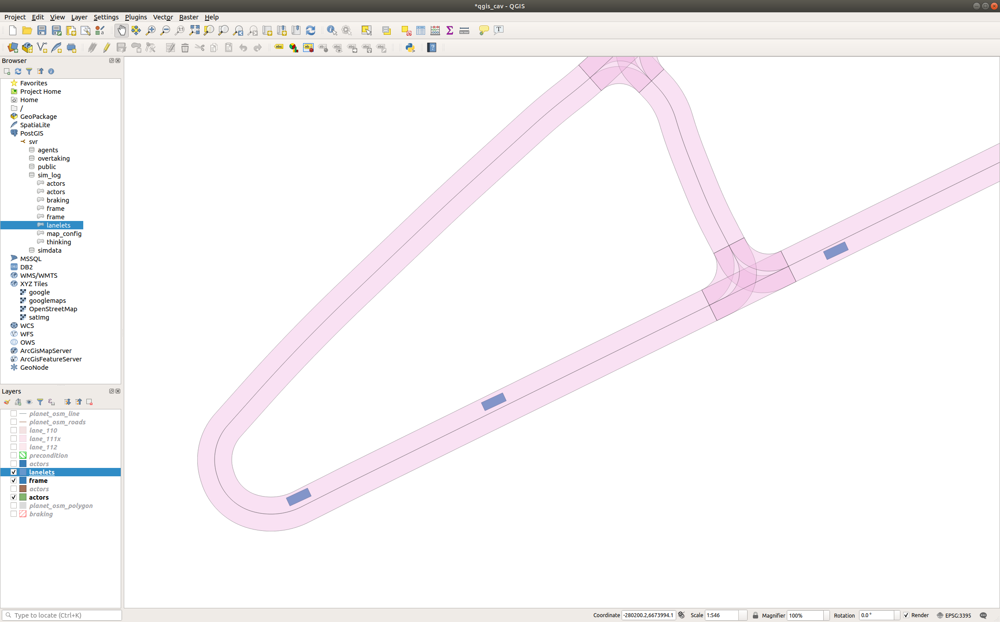 *qgis_cav - QGIS
Project Edit View Layer Settings Plugins Vector Raster Help
Browser
Favorites
Project Home
Home
/
GeoPackage
SpatiaLite
PostGIS
svr
agents
overtaking
public
sim_log
actors
actors
braking
frame
frame
lanelets
map_config
thinking
simdata
MSSQL
DB2
WMS/WMTS
XYZ Tiles
google
googlemaps
OpenStreetMap
satImg
WCS
WFS
OWS
ArcGisMapServer
ArcGisFeatureServer
GeoNode
Layers
planet_osm_line
planet_osm_roads
lane_110
lane_111x
lane_112
precondition
actors
lanelets
frame
actors
actors
planet_osm_polygon
braking
Type to locate (Ctrl+K) Coordinate -280200.2,6673994.1 Scale 1:546 Magnifier 100% Rotation 0.0 ° Render EPSG:3395